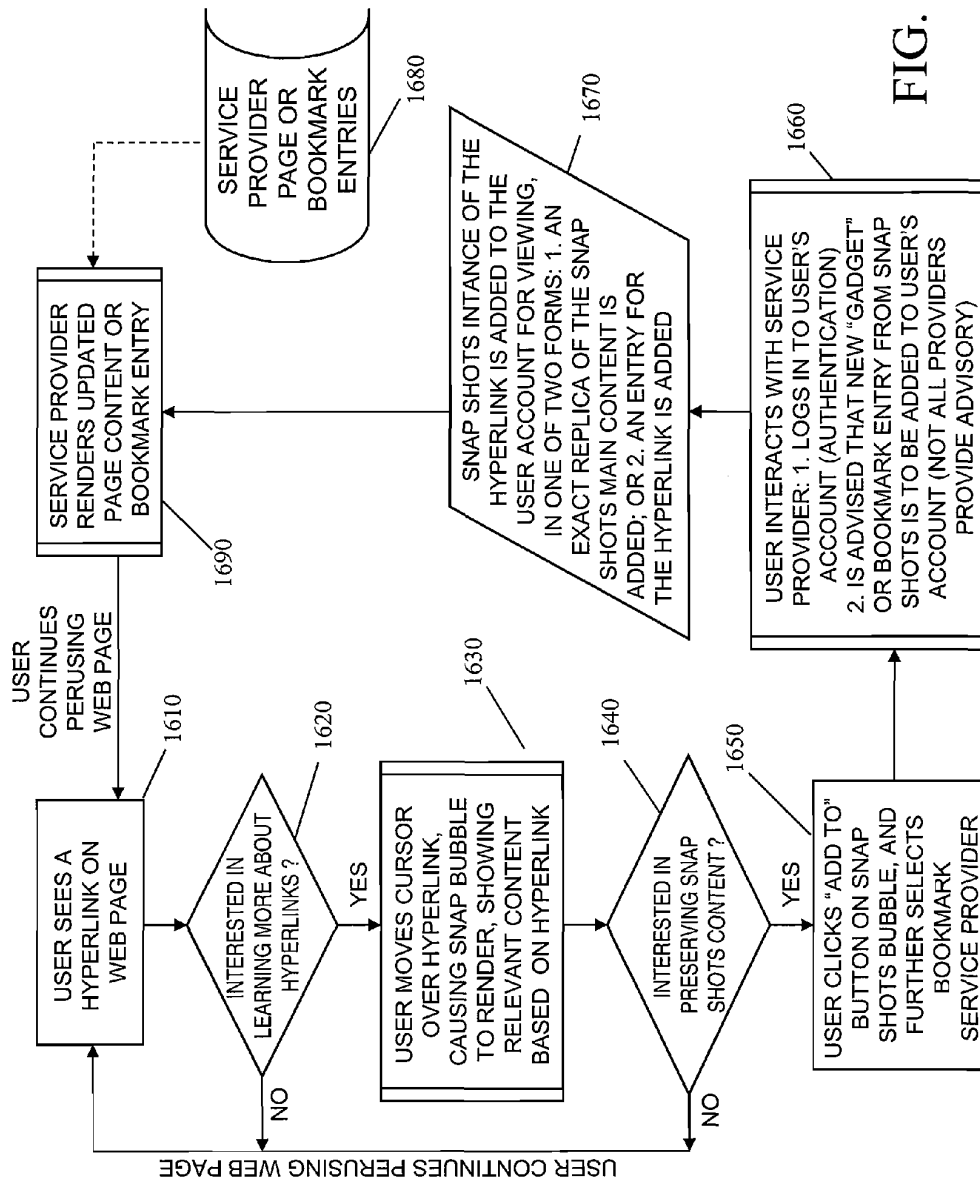 USER SEES A
HYPERLINK ON
WEB PAGE
1610
INTERESTED IN
LEARNING MORE ABOUT
HYPERLINKS ?
1620
YES
NO
USER MOVES CURSOR
OVER HYPERLINK,
CAUSING SNAP BUBBLE
TO RENDER, SHOWING
RELEVANT CONTENT
BASED ON HYPERLINK
1630
INTERESTED IN
PRESERVING SNAP
SHOTS CONTENT ?
1640
YES
NO
USER CONTINUES PERUSING WEB PAGE
USER CLICKS "ADD TO"
BUTTON ON SNAP
SHOTS BUBBLE, AND
FURTHER SELECTS
BOOKMARK
SERVICE PROVIDER
1650
USER INTERACTS WITH SERVICE
PROVIDER: 1. LOGS IN TO USER'S
ACCOUNT (AUTHENTICATION)
2. IS ADVISED THAT NEW "GADGET"
OR BOOKMARK ENTRY FROM SNAP
SHOTS IS TO BE ADDED TO USER'S
ACCOUNT (NOT ALL PROVIDERS
PROVIDE ADVISORY)
1660
SNAP SHOTS INTANCE OF THE
HYPERLINK IS ADDED TO THE
USER ACCOUNT FOR VIEWING,
IN ONE OF TWO FORMS: 1. AN
EXACT REPLICA OF THE SNAP
SHOTS MAIN CONTENT IS
ADDED; OR 2. AN ENTRY FOR
THE HYPERLINK IS ADDED
1670
SERVICE
PROVIDER
PAGE OR
BOOKMARK
ENTRIES
1680
SERVICE PROVIDER
RENDERS UPDATED
PAGE CONTENT OR
BOOKMARK ENTRY
1690
USER
CONTINUES
PERUSING
WEB PAGE
FIG.